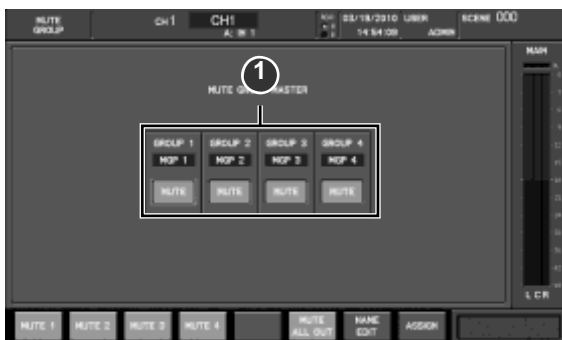 MUTE GROUP
CH1 CH1
A: IN 1
03/19/2010 USER
14:54:09 ADMIN
SCENE 000
MAIN
1
MUTE GROUP MASTER
GROUP 1 GROUP 2 GROUP 3 GROUP 4
MGP 1 MGP 2 MGP 3 MGP 4
MUTE MUTE MUTE MUTE
L C R
MUTE 1 MUTE 2 MUTE 3 MUTE 4 MUTE ALL OUT NAME EDIT ASSIGN